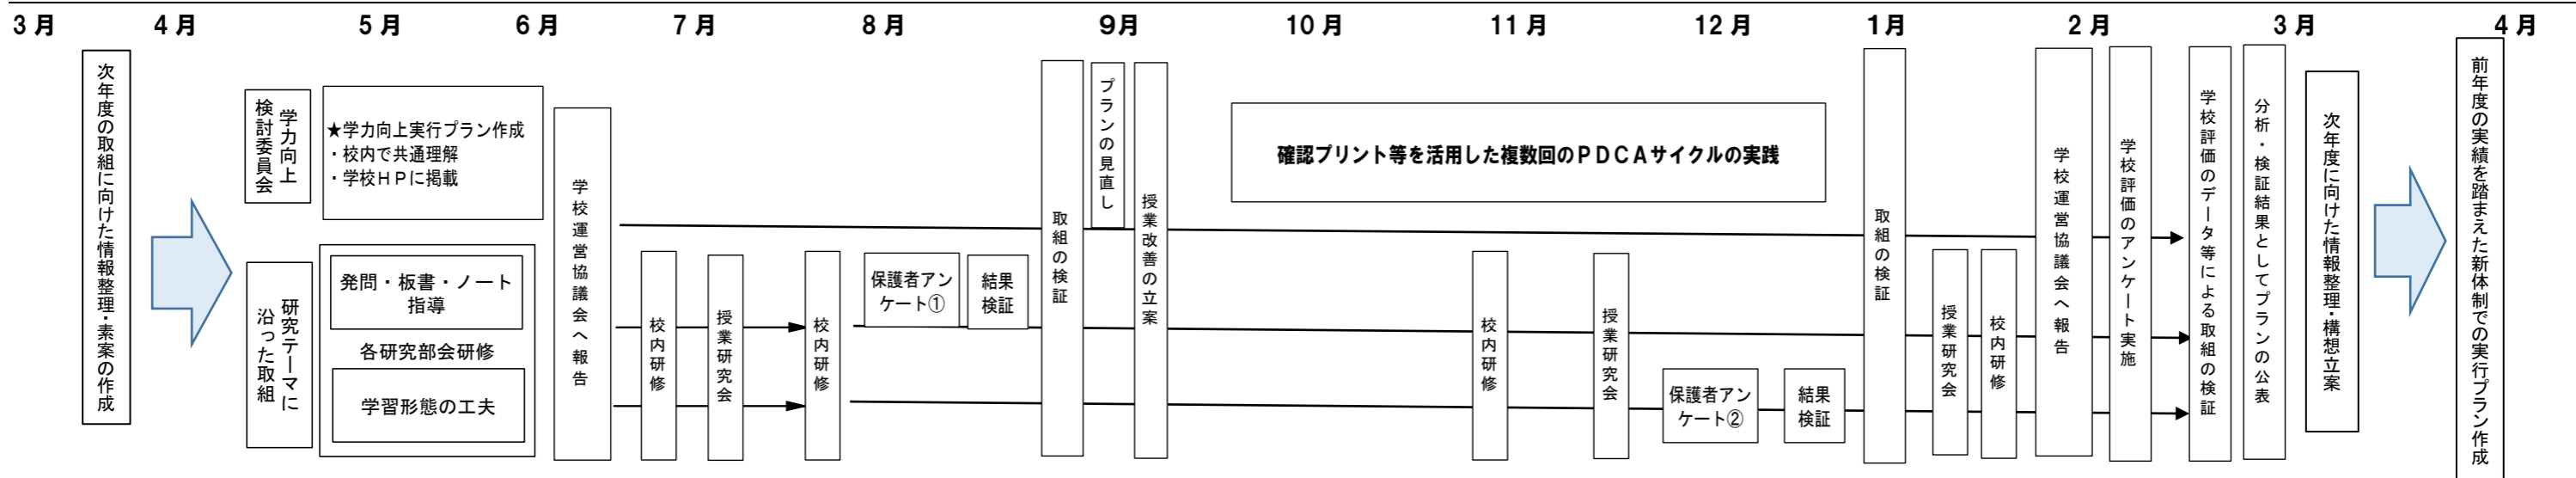 3月 4月 5月 6月 7月 8月 9月 10月 11月 12月 1月 2月 3月 4月
次年度の取組に向けた情報整理・素案の作成
学力向上
検討委員会
★学力向上実行プラン作成
・校内で共通理解
・学校HPに掲載
研究テーマに
沿った取組
発問・板書・ノート
指導
各研究部会研修
学習形態の工夫
学校運営協議会へ報告
校内研修
授業研究会
校内研修
保護者アン
ケート①
結果
検証
取組の検証
プランの見直し
授業改善の立案
確認プリント等を活用した複数回のPDCAサイクルの実践
校内研修
授業研究会
保護者アン
ケート②
結果
検証
取組の検証
授業研究会
校内研修
学校運営協議会へ報告
学校評価のアンケート実施
学校評価のデータ等による取組の検証
分析・検証結果としてプランの公表
次年度に向けた情報整理・構想立案
前年度の実績を踏まえた新体制での実行プラン作成